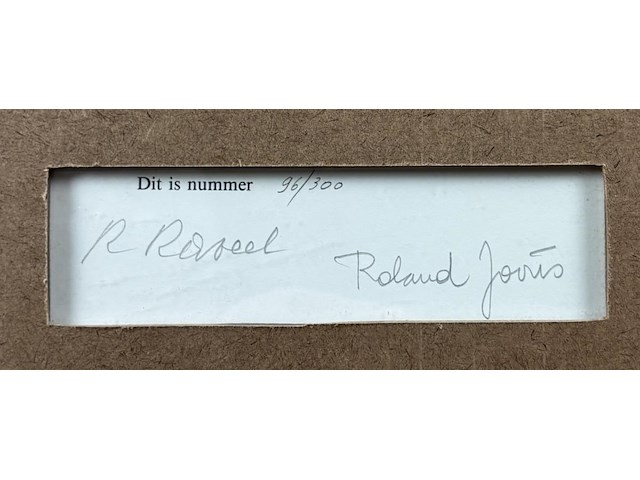 Dit is nummer 96/300
R Raveel
Roland Jooris